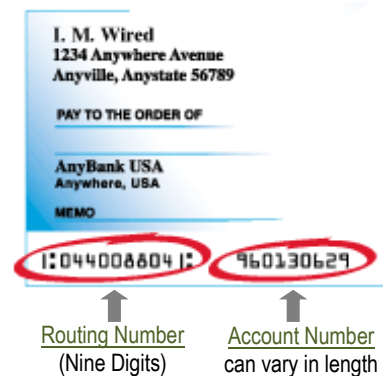 I. M. Wired
1234 Anywhere Avenue
Anyville, Anystate 56789
PAY TO THE ORDER OF
AnyBank USA
Anywhere, USA
MEMO
⑆044008804⑆ 960130629
Routing Number Account Number
(Nine Digits) can vary in length